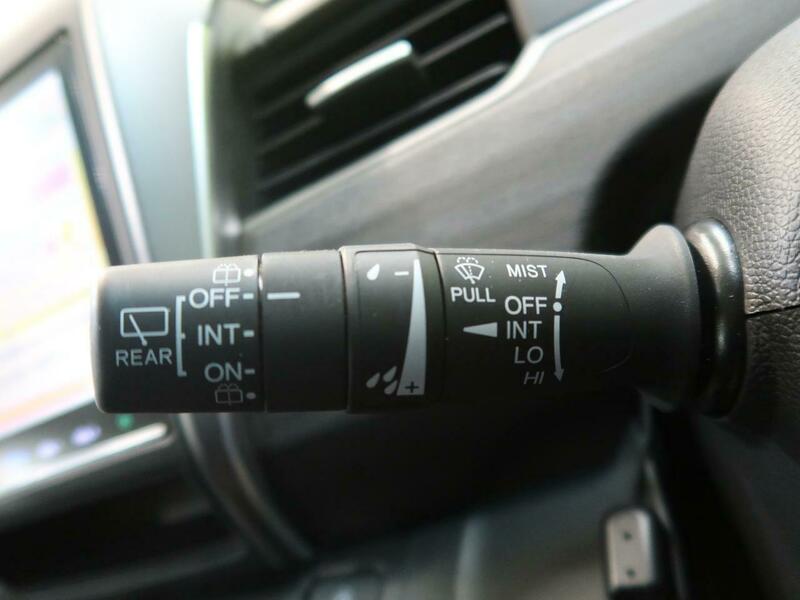 OFF
INT
ON
REAR
−
+
PULL
MIST
OFF
INT
LO
HI